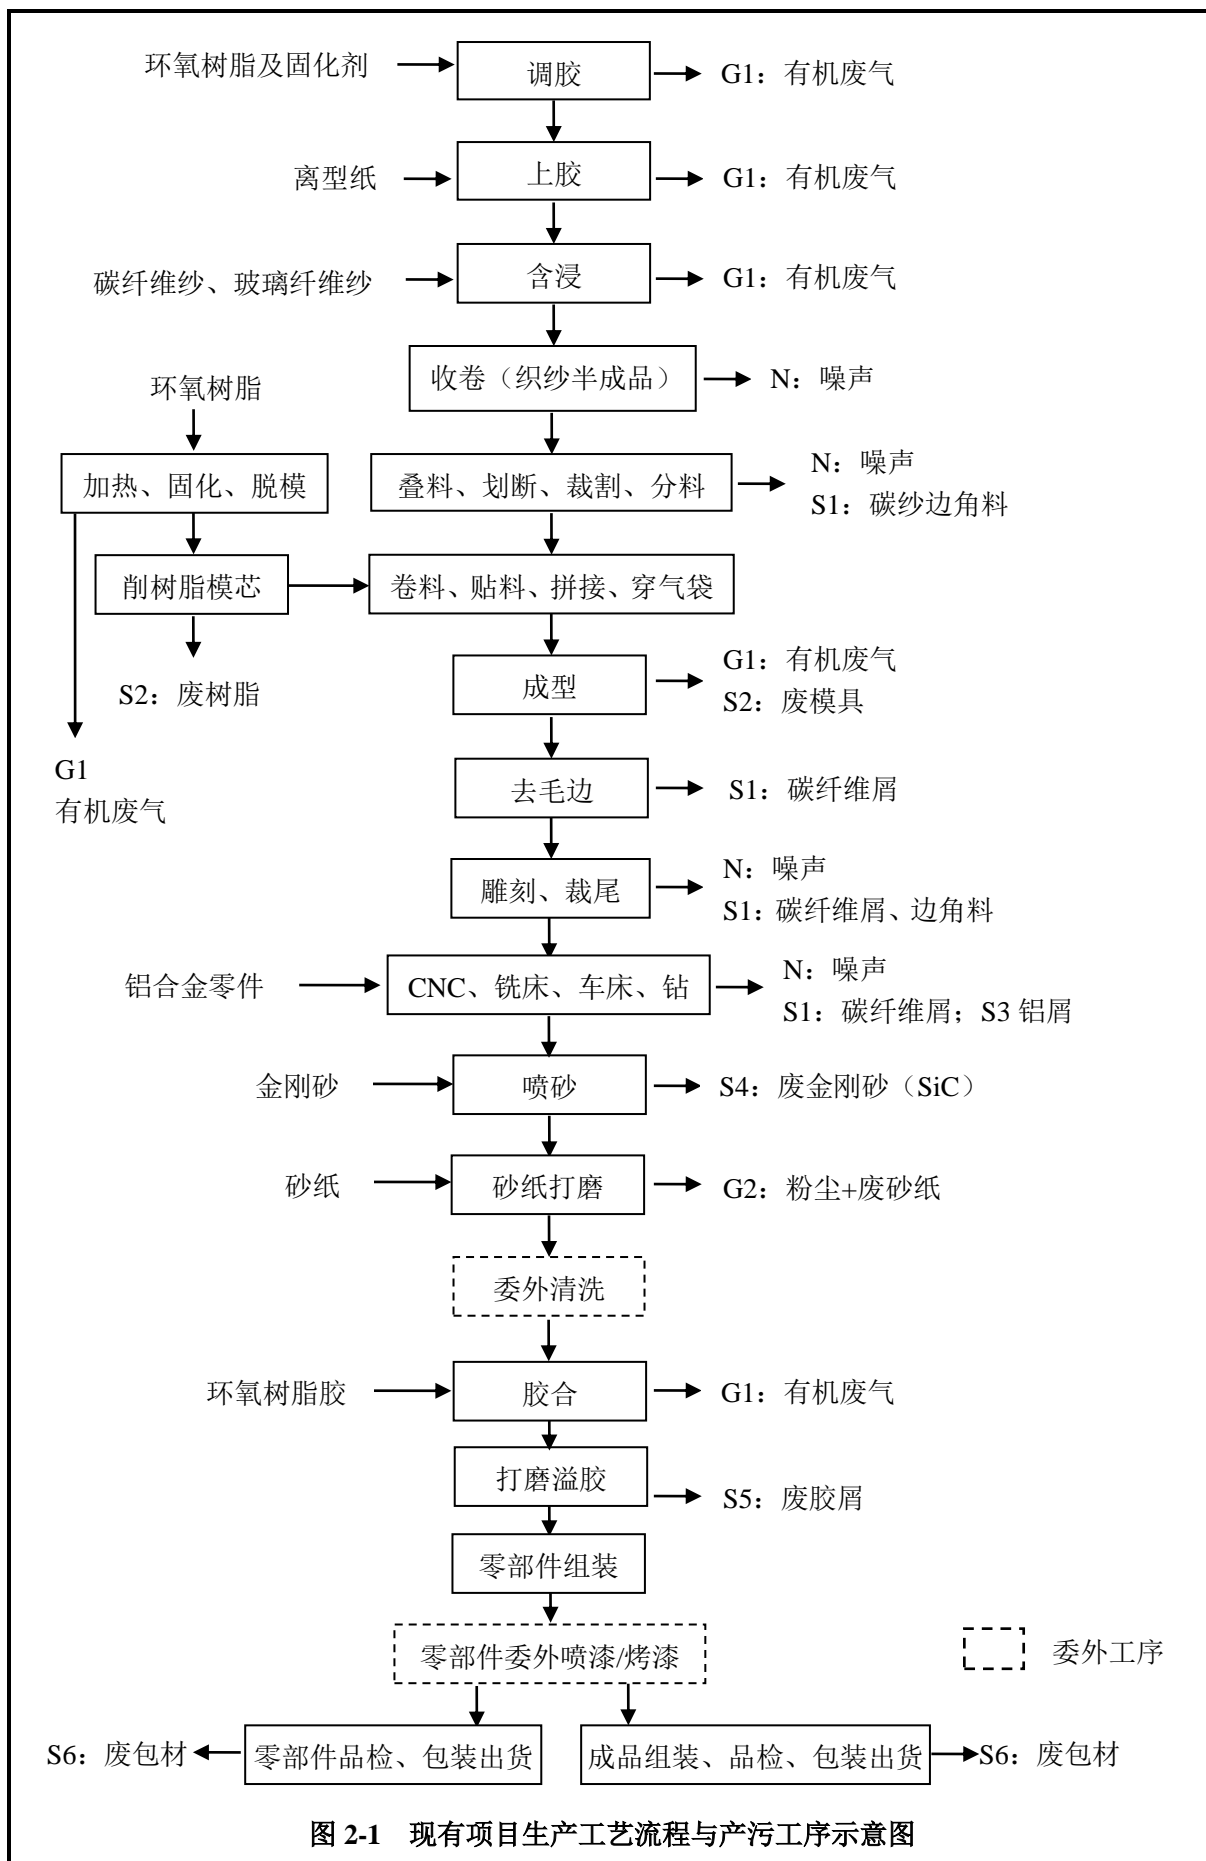 环氧树脂及固化剂
调胶
G1：有机废气
离型纸
上胶
G1：有机废气
碳纤维纱、玻璃纤维纱
含浸
G1：有机废气
收卷（织纱半成品）
N：噪声
环氧树脂
加热、固化、脱模
叠料、划断、裁割、分料
N：噪声
S1：碳纱边角料
削树脂模芯
卷料、贴料、拼接、穿气袋
S2：废树脂
成型
G1：有机废气
S2：废模具
G1
有机废气
去毛边
S1：碳纤维屑
雕刻、裁尾
N：噪声
S1：碳纤维屑、边角料
铝合金零件
CNC、铣床、车床、钻
N：噪声
S1：碳纤维屑；S3 铝屑
金刚砂
喷砂
S4：废金刚砂（SiC）
砂纸
砂纸打磨
G2：粉尘+废砂纸
委外清洗
环氧树脂胶
胶合
G1：有机废气
打磨溢胶
S5：废胶屑
零部件组装
零部件委外喷漆/烤漆
委外工序
S6：废包材
零部件品检、包装出货
成品组装、品检、包装出货
S6：废包材
图 2-1 现有项目生产工艺流程与产污工序示意图